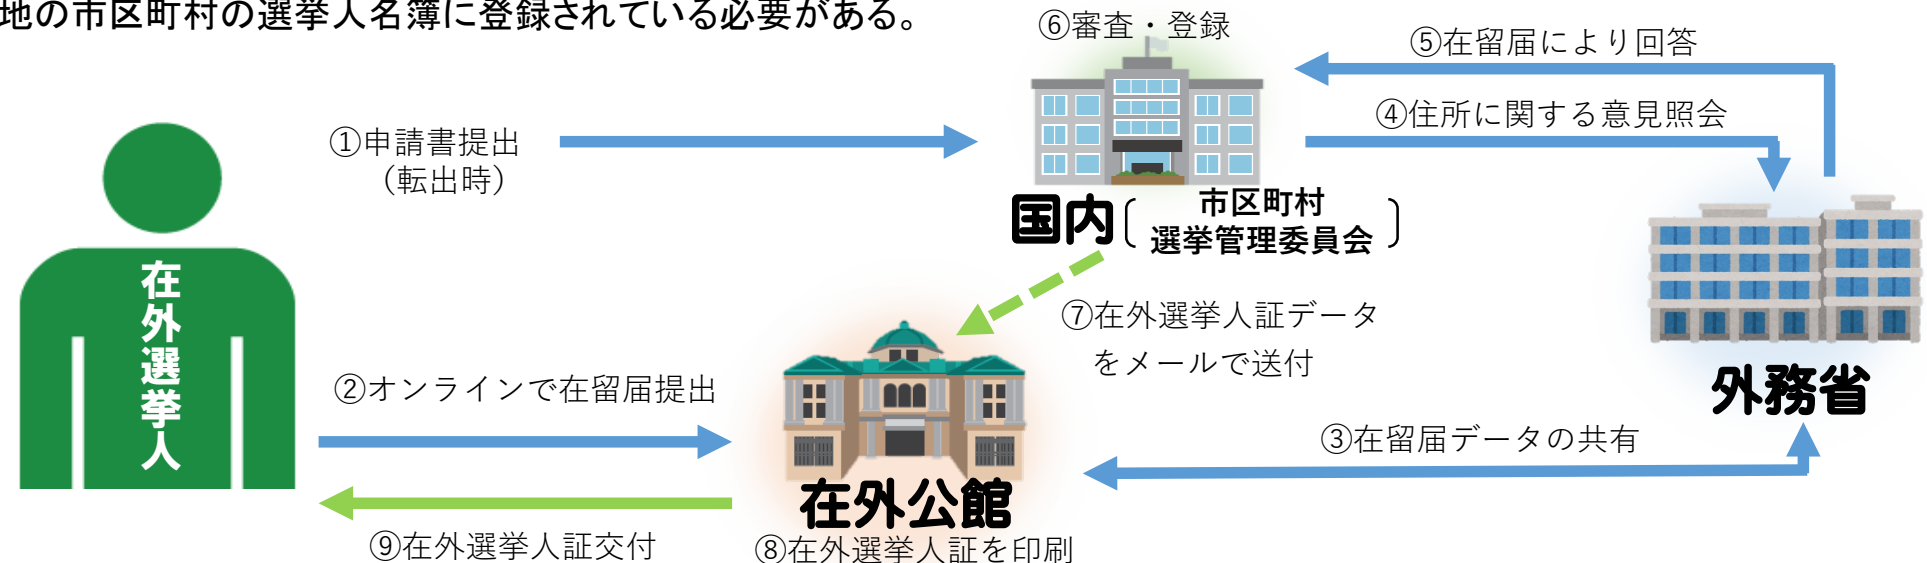 地の市区町村の選挙人名簿に登録されている必要がある。
⑥審査・登録
⑤在留届により回答
①申請書提出
（転出時）
④住所に関する意見照会
国内
市区町村
選挙管理委員会
在外選挙人
⑦在外選挙人証データ
をメールで送付
外務省
②オンラインで在留届提出
③在留届データの共有
在外公館
⑨在外選挙人証交付
⑧在外選挙人証を印刷